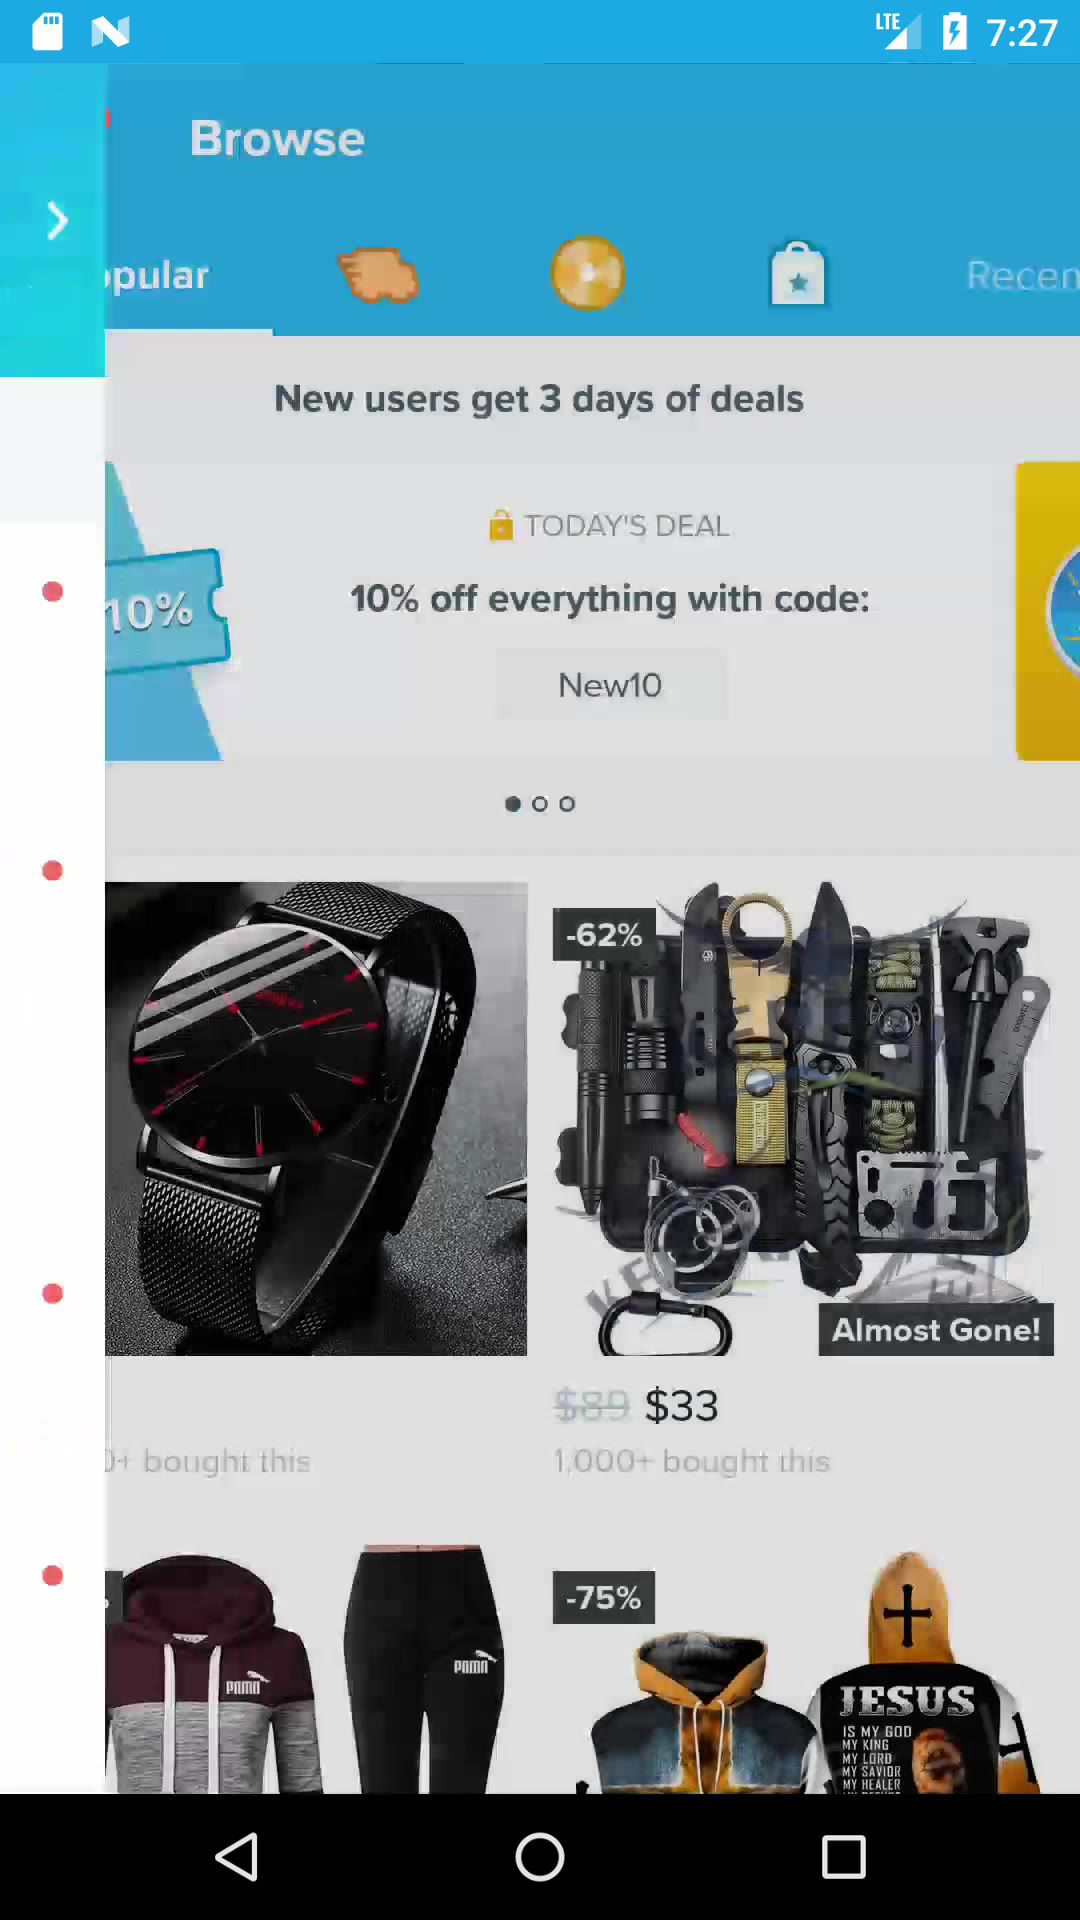 LTE 7:27
Browse
opular
Recen
New users get 3 days of deals
TODAY'S DEAL
10%
10% off everything with code:
New10
-62%
Almost Gone!
$89 $33
0+ bought this
1,000+ bought this
-75%
PAMA
PAMA
JESUS
IS MY GOD
MY KING
MY LORD
MY SAVIOR
MY HEALER